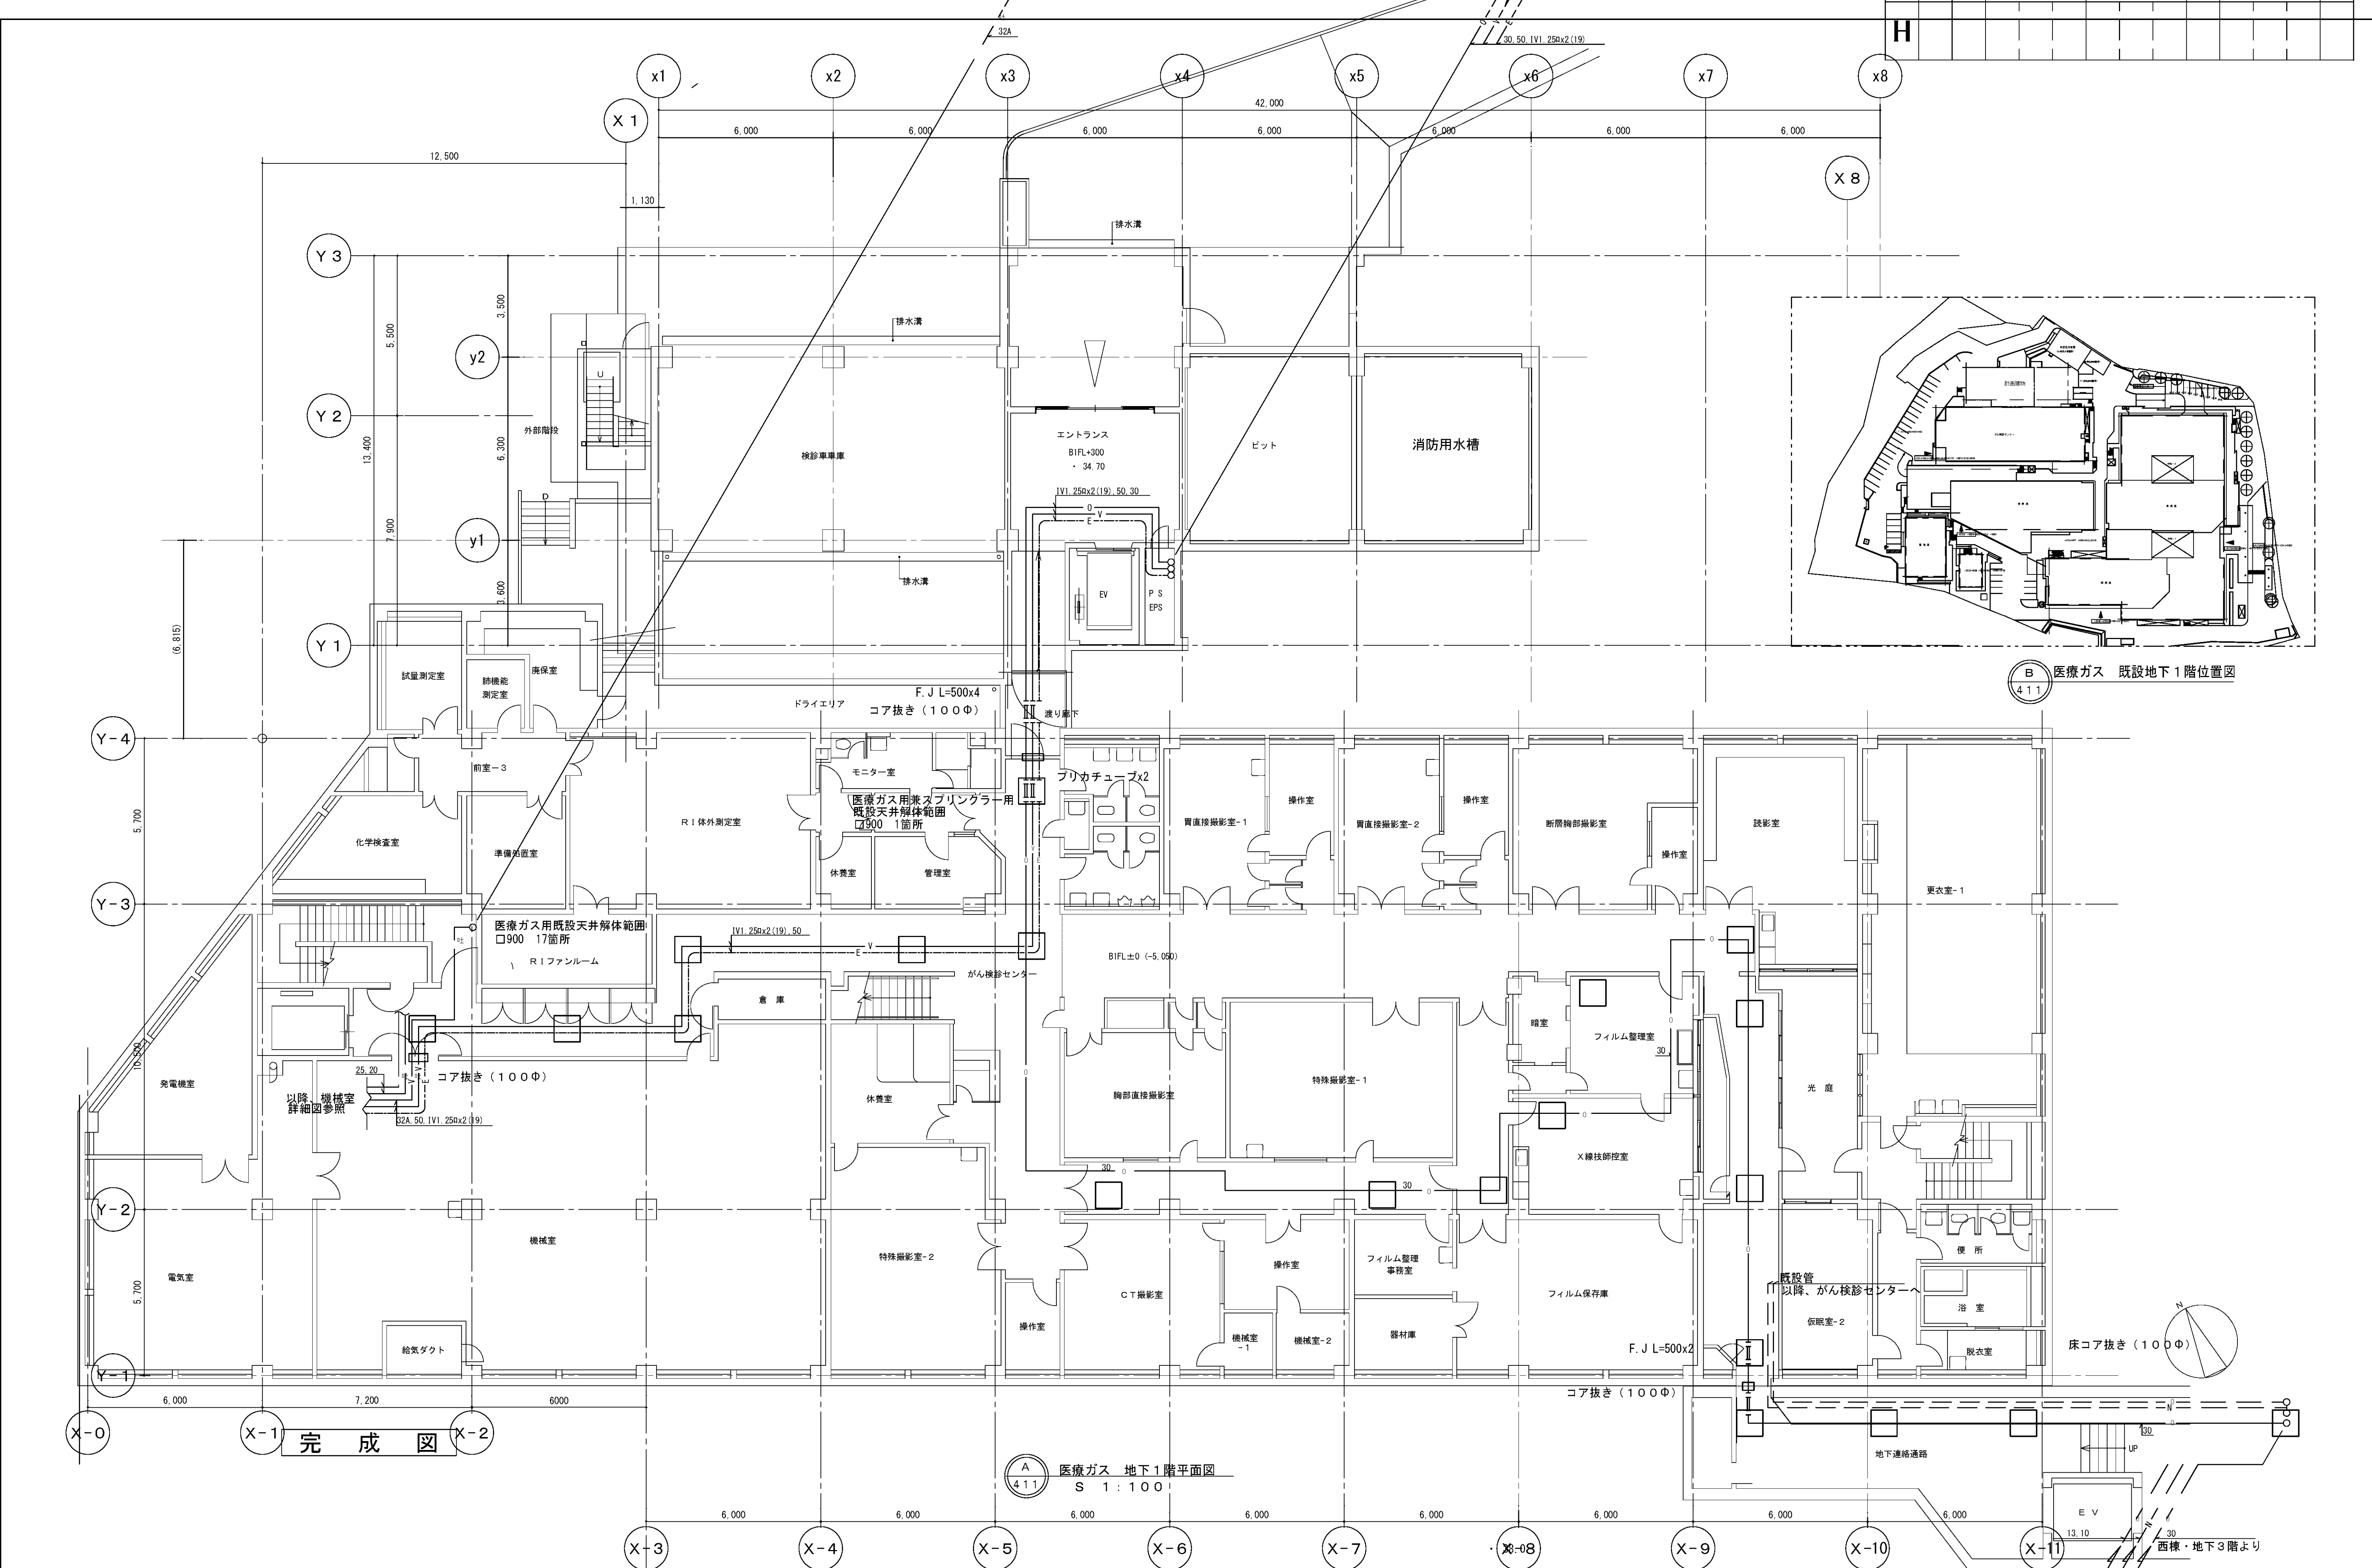 H
32A
30,50,IV1.25□x2(19)
O V E
x1
x2
x3
x4
x5
x6
x7
x8
X 1
X 8
42,000
6,000
6,000
6,000
6,000
6,000
6,000
6,000
12,500
1,130
排水溝
Y 3
3,500
5,500
排水溝
y2
U
Y 2
外部階段
13,400
6,300
検診車車庫
エントランス
B1FL+300
・ 34.70
ピット
消防用水槽
計画建物
IV1.25□x2(19),50,30
O
V
E
D
7,900
y1
排水溝
3,600
EV
P S
EPS
(6,815)
Y 1
試量測定室
肺機能
測定室
廃保室
F.J L=500x4
コア抜き（１００Φ）
ドライエリア
渡り廊下
B
411
医療ガス　既設地下１階位置図
Y-4
前室－3
モニター室
プリカチューブx2
医療ガス用兼スプリングラー用
既設天井解体範囲
□900　1箇所
5,700
ＲＩ体外測定室
化学検査室
準備処置室
休養室
管理室
胃直接撮影室-1
操作室
胃直接撮影室-2
操作室
断層胸部撮影室
操作室
読影室
更衣室-1
V E
Y-3
医療ガス用既設天井解体範囲
□900　17箇所
ＲＩファンルーム
IV1.25□x2(19),50
V
E
がん検診センター
B1FL±0 (-5,050)
倉　庫
暗室
フィルム整理室
30
10,500
発電機室
25,20
コア抜き（１００Φ）
以降、機械室
詳細図参照
32A,50,IV1.25□x2(19)
休養室
胸部直接撮影室
特殊撮影室-1
光　庭
Ｘ線技師控室
30
30
Y-2
電気室
機械室
特殊撮影室-2
操作室
フィルム整理
事務室
便　所
5,700
ＣＴ撮影室
フィルム保存庫
既設管
以降、がん検診センターへ
浴　室
給気ダクト
操作室
機械室
-1
機械室-2
器材庫
F.J L=500x2
仮眠室-2
脱衣室
床コア抜き（１００Φ）
N
Y-1
コア抜き（１００Φ）
6,000
7,200
6000
N
30
X-0
X-1
X-2
完　成　図
A
411
医療ガス　地下１階平面図
S　1：100
地下連絡通路
UP
6,000
6,000
6,000
6,000
6,000
6,000
6,000
6,000
E V
13,10
30
西棟・地下３階より
X-3
X-4
X-5
X-6
X-7
X-8
X-9
X-10
X-11